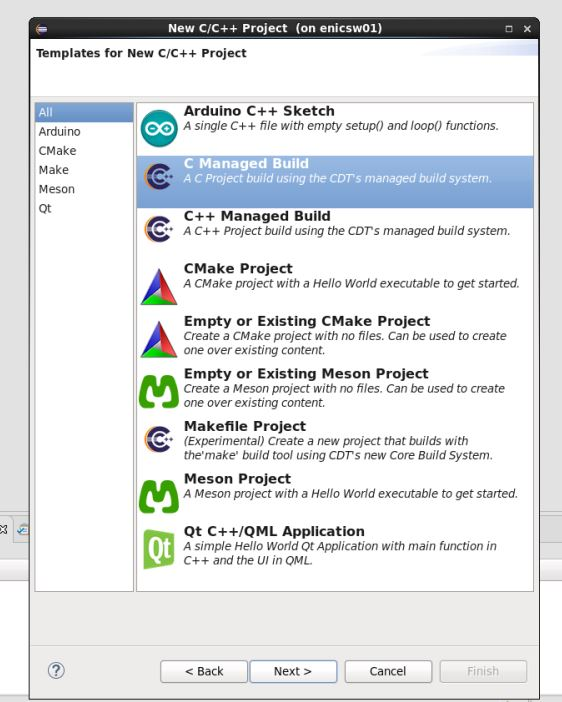 New C/C++ Project (on enicsw01)
Templates for New C/C++ Project
All
Arduino
CMake
Make
Meson
Qt
Arduino C++ Sketch
A single C++ file with empty setup() and loop() functions.
C Managed Build
A C Project build using the CDT's managed build system.
C++ Managed Build
A C++ Project build using the CDT's managed build system.
CMake Project
A CMake project with a Hello World executable to get started.
Empty or Existing CMake Project
Create a CMake project with no files. Can be used to create
one over existing content.
Empty or Existing Meson Project
Create a Meson project with no files. Can be used to create
one over existing content.
Makefile Project
(Experimental) Create a new project that builds with
the'make' build tool using CDT's new Core Build System.
Meson Project
A Meson project with a Hello World executable to get started.
Qt
Qt C++/QML Application
A simple Hello World Qt Application with main function in
C++ and the UI in QML.
?
< Back
Next >
Cancel
Finish